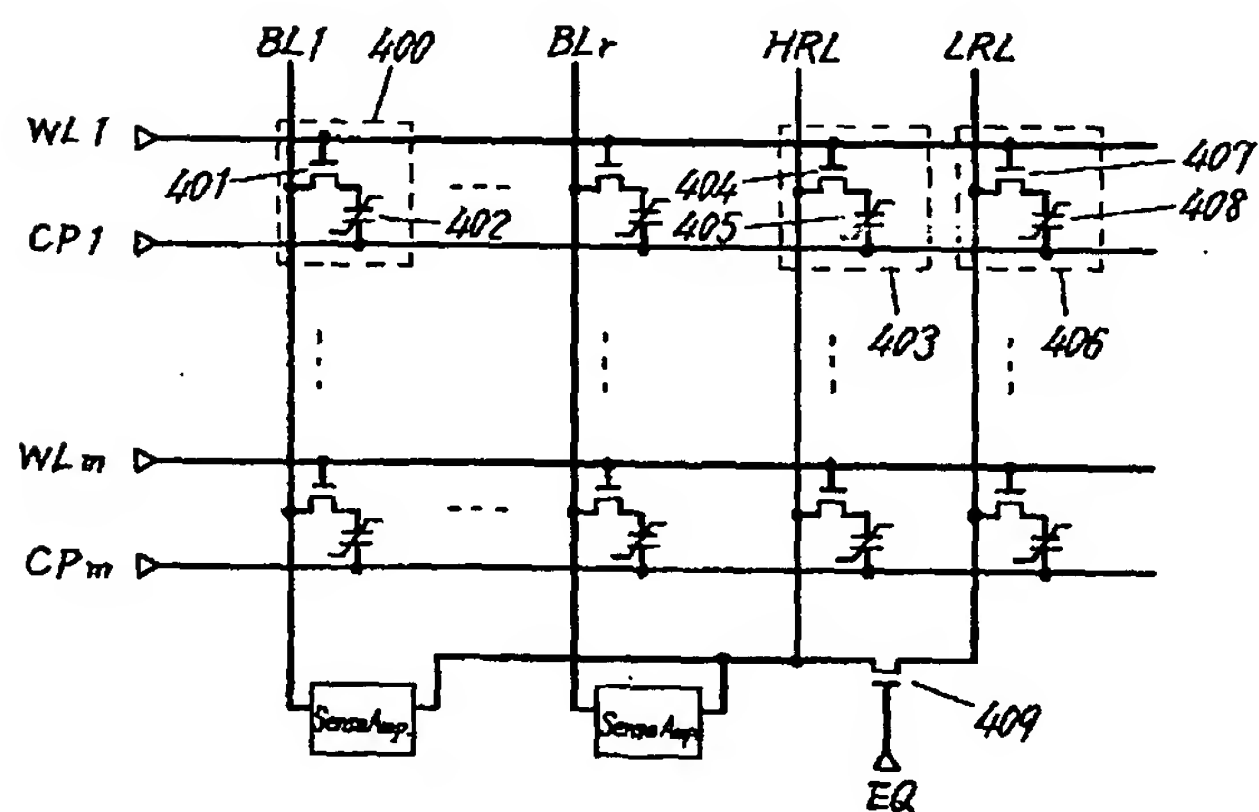 BL1 400 BLr HRL LRL
WL1
401 404 407
402 405 408
CP1
403 406
WLm
CPm
Sense Amp. Sense Amp. 409
EQ